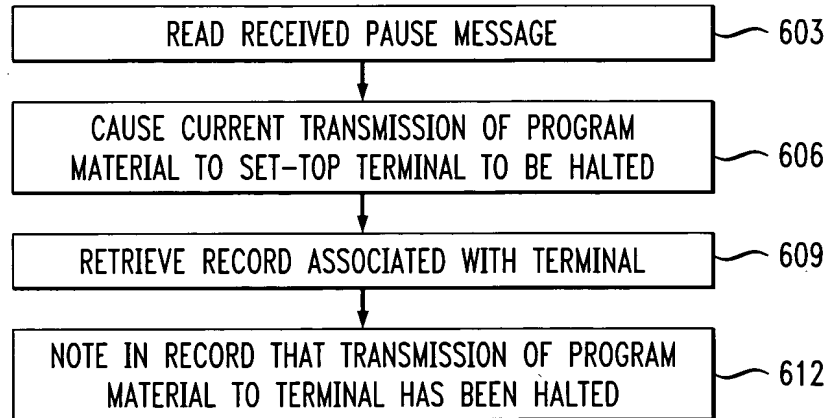 READ RECEIVED PAUSE MESSAGE
603
CAUSE CURRENT TRANSMISSION OF PROGRAM
MATERIAL TO SET-TOP TERMINAL TO BE HALTED
606
RETRIEVE RECORD ASSOCIATED WITH TERMINAL
609
NOTE IN RECORD THAT TRANSMISSION OF PROGRAM
MATERIAL TO TERMINAL HAS BEEN HALTED
612